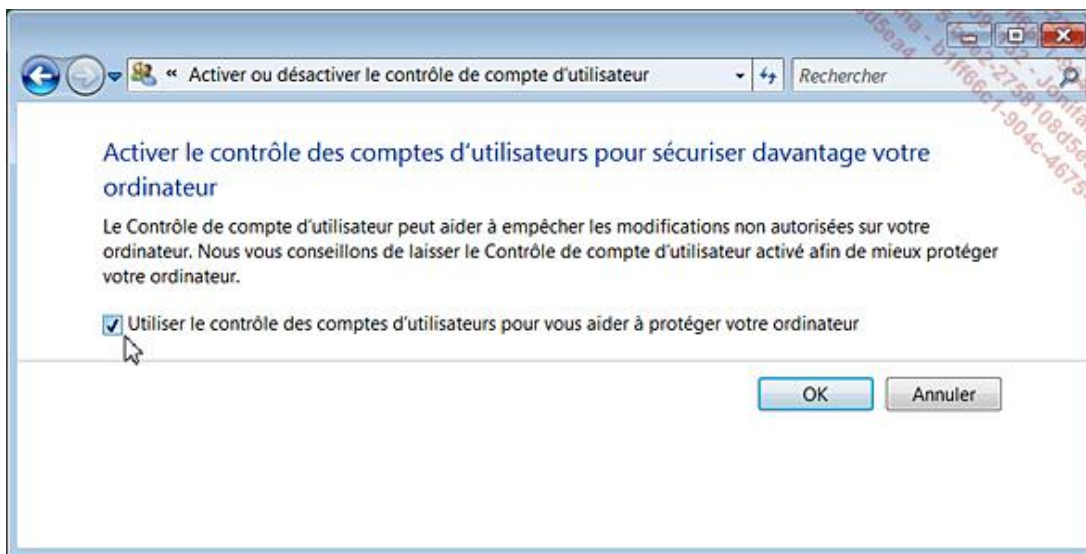 « Activer ou désactiver le contrôle de compte d'utilisateur
Rechercher
Activer le contrôle des comptes d'utilisateurs pour sécuriser davantage votre
ordinateur
Le Contrôle de compte d'utilisateur peut aider à empêcher les modifications non autorisées sur votre
ordinateur. Nous vous conseillons de laisser le Contrôle de compte d'utilisateur activé afin de mieux protéger
votre ordinateur.
Utiliser le contrôle des comptes d'utilisateurs pour vous aider à protéger votre ordinateur
OK
Annuler